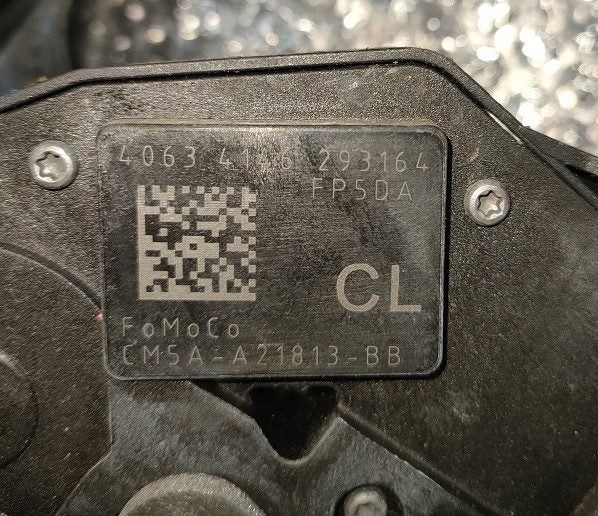 4063 4146 293164
FP5DA
CL
FoMoCo
CM5A-A21813-BB